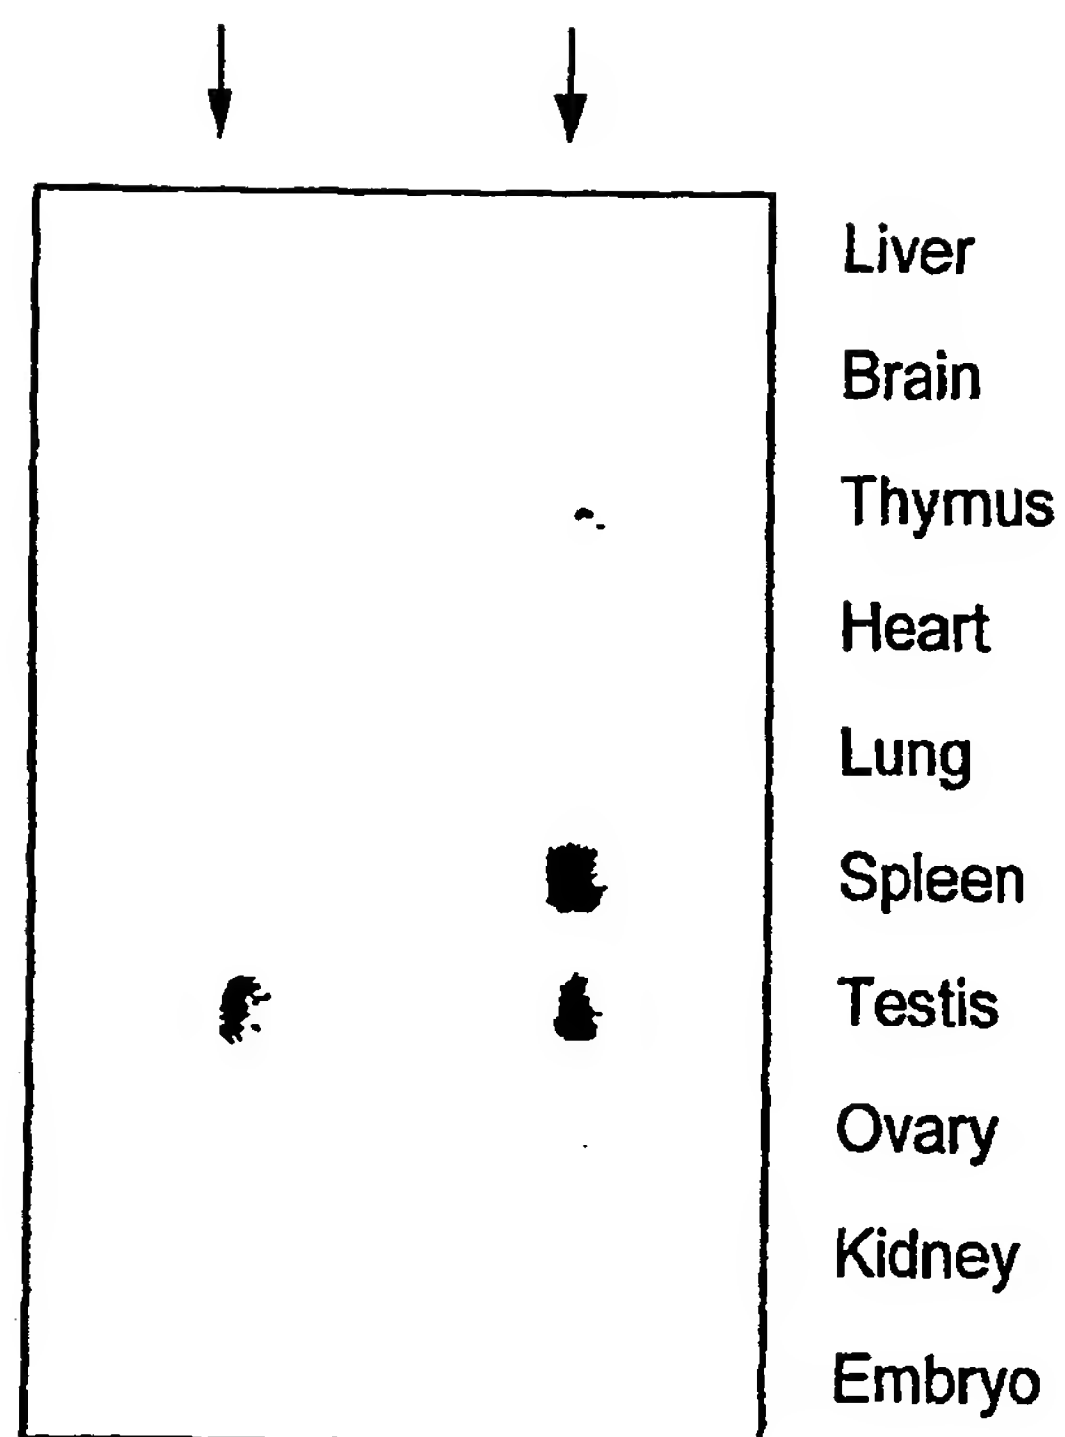 Liver
Brain
Thymus
Heart
Lung
Spleen
Testis
Ovary
Kidney
Embryo